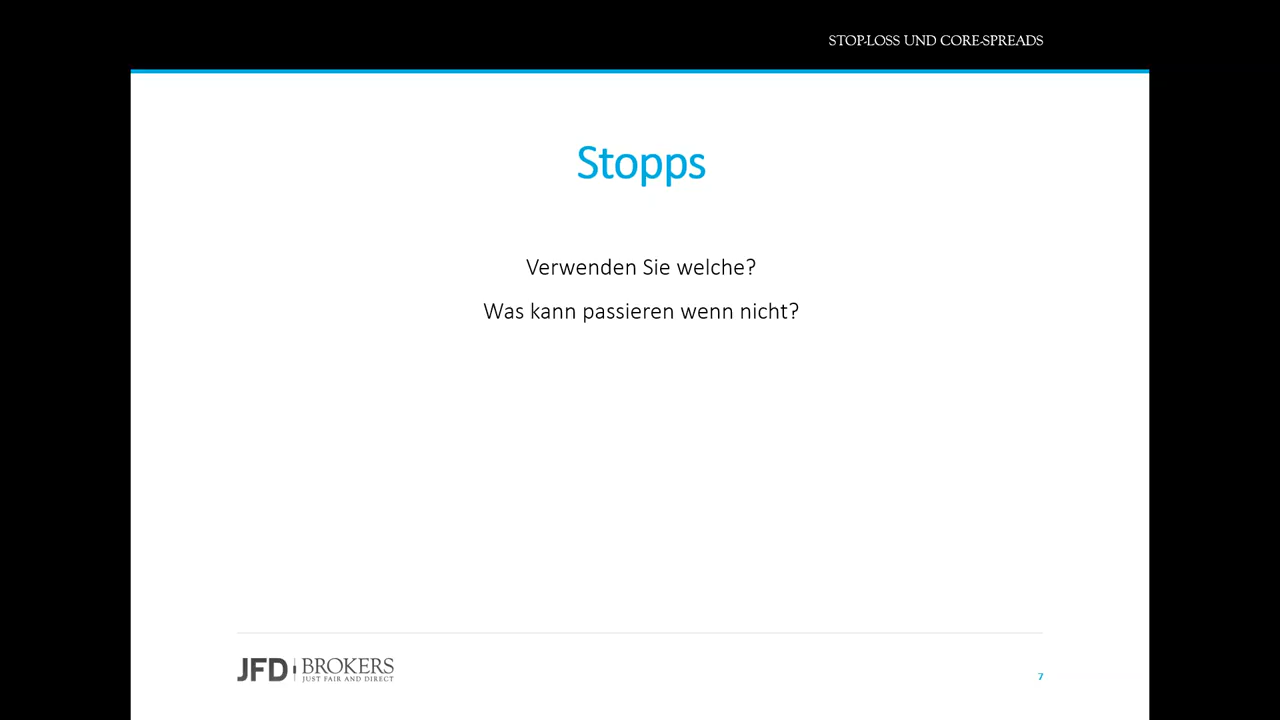 STOP-LOSS UND CORE-SPREADS
Stopps
Verwenden Sie welche?
Was kann passieren wenn nicht?
JFD BROKERS
JUST FAIR AND DIRECT
7